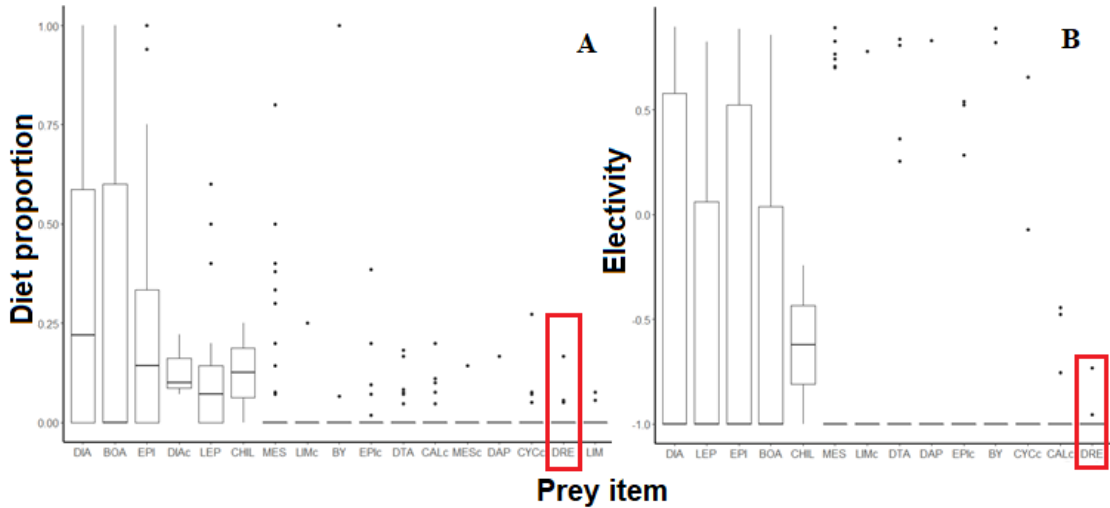 A
Diet proportion
1.00
0.75
0.50
0.25
0.00
DIA BOA EPI DIAc LEP CHIL MES LIMc BY EPIc DTA CALc MESc DAP CYCc DRE LIM
B
Electivity
0.5
0.0
-0.5
-1.0
DIA LEP EPI BOA CHIL MES LIMc DTA DAP EPIc BY CYCc CALc DRE
Prey item